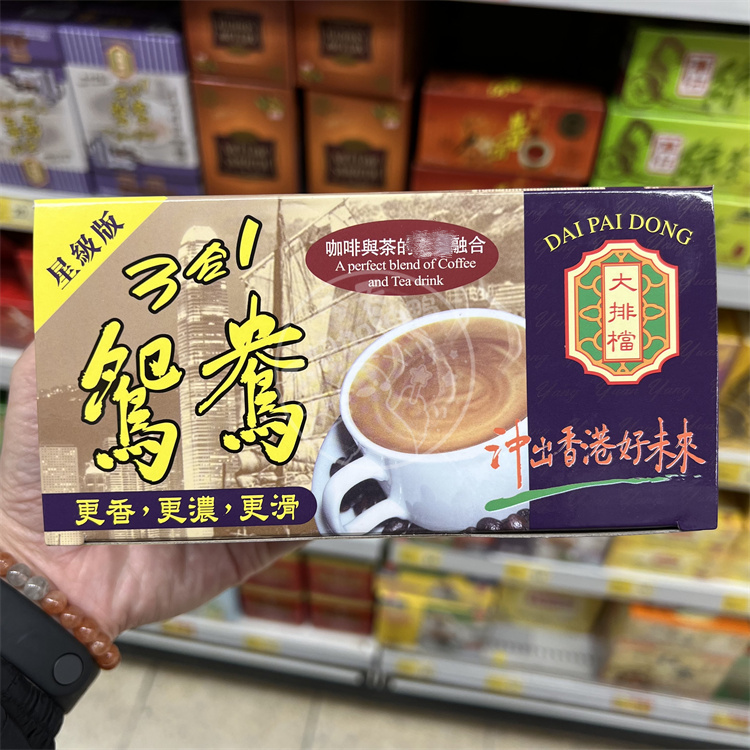 星級版
3合1
鴛鴦
更香，更濃，更滑
咖啡與茶的融合
A perfect blend of Coffee
and Tea drink
DAI PAI DONG
大排檔
沖出香港好未來